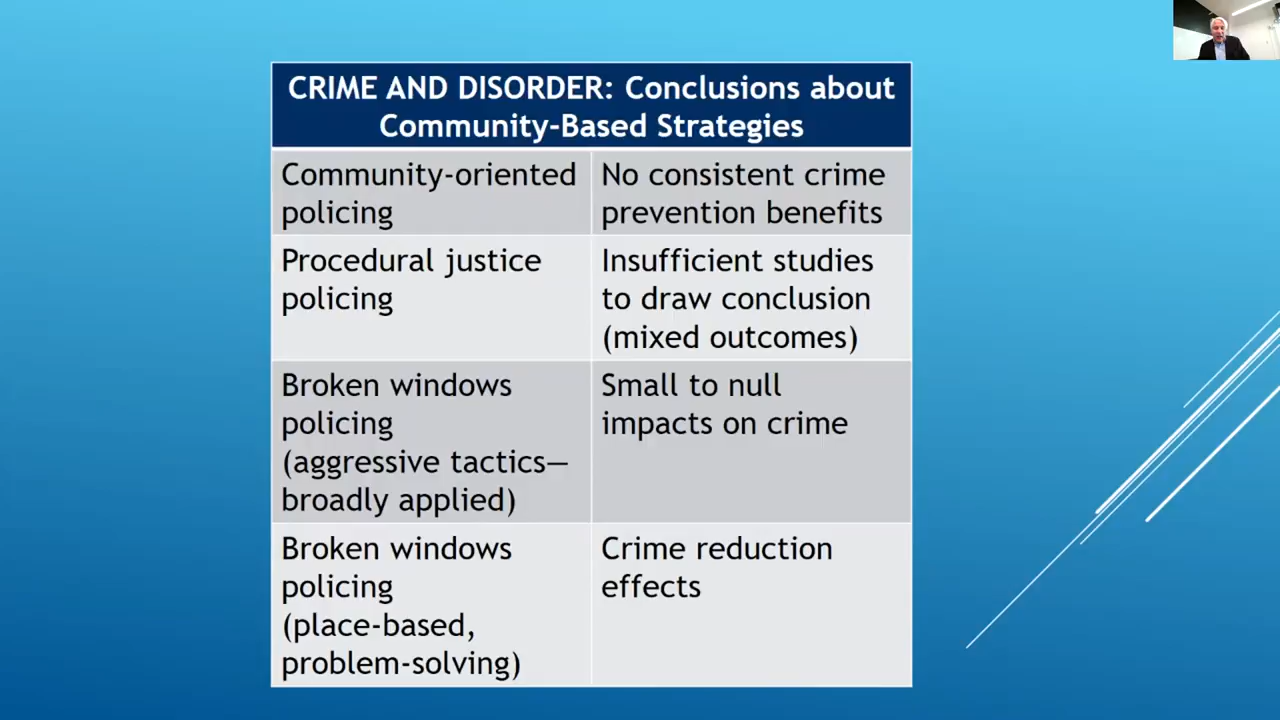 CRIME AND DISORDER: Conclusions about
Community-Based Strategies
Community-oriented
policing
No consistent crime
prevention benefits
Procedural justice
policing
Insufficient studies
to draw conclusion
(mixed outcomes)
Broken windows
policing
(aggressive tactics—
broadly applied)
Small to null
impacts on crime
Broken windows
policing
(place-based,
problem-solving)
Crime reduction
effects